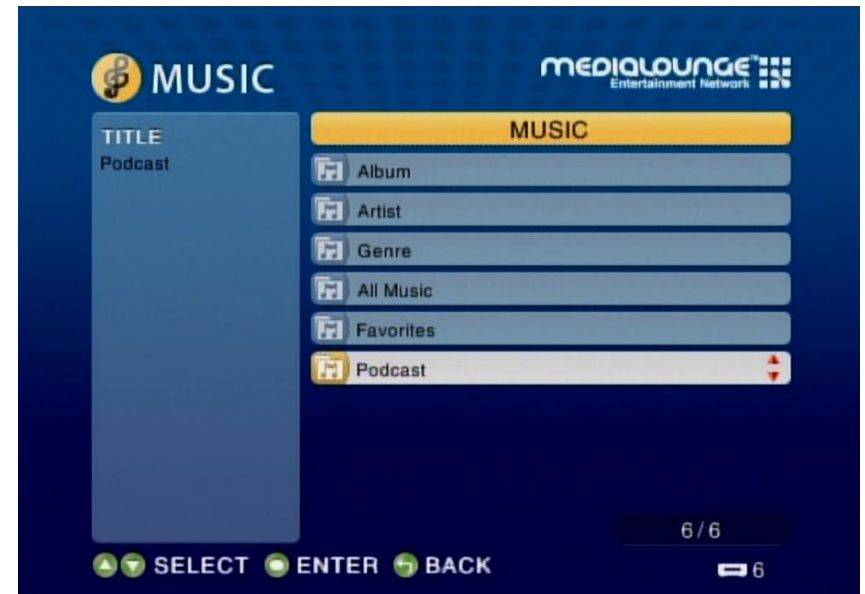 MUSIC
MEDIALOUNGE™
Entertainment Network
TITLE
Podcast
MUSIC
Album
Artist
Genre
All Music
Favorites
Podcast
6/6
SELECT ENTER BACK
6